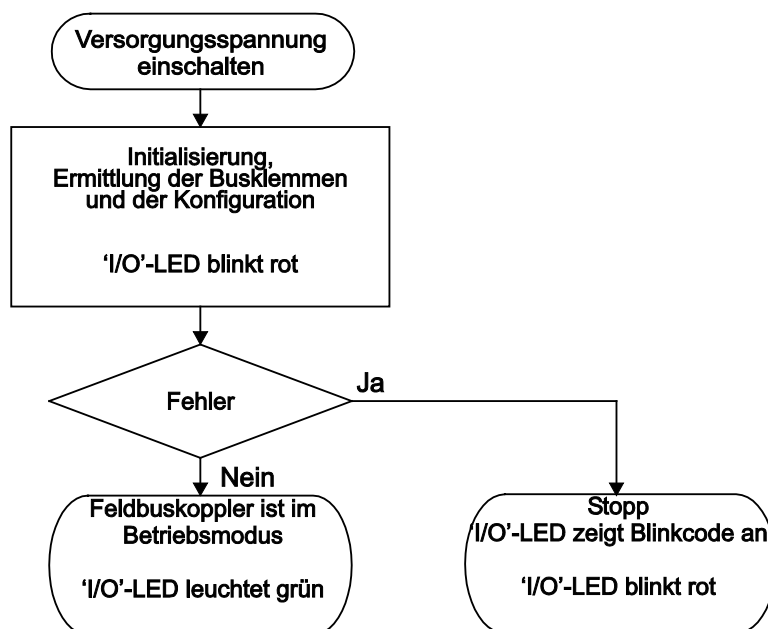 Versorgungsspannung
einschalten
Initialisierung,
Ermittlung der Busklemmen
und der Konfiguration
‘I/O’-LED blinkt rot
Fehler
Ja
Nein
Feldbuskoppler ist im
Betriebsmodus
‘I/O’-LED leuchtet grün
Stopp
‘I/O’-LED zeigt Blinkcode an
‘I/O’-LED blinkt rot